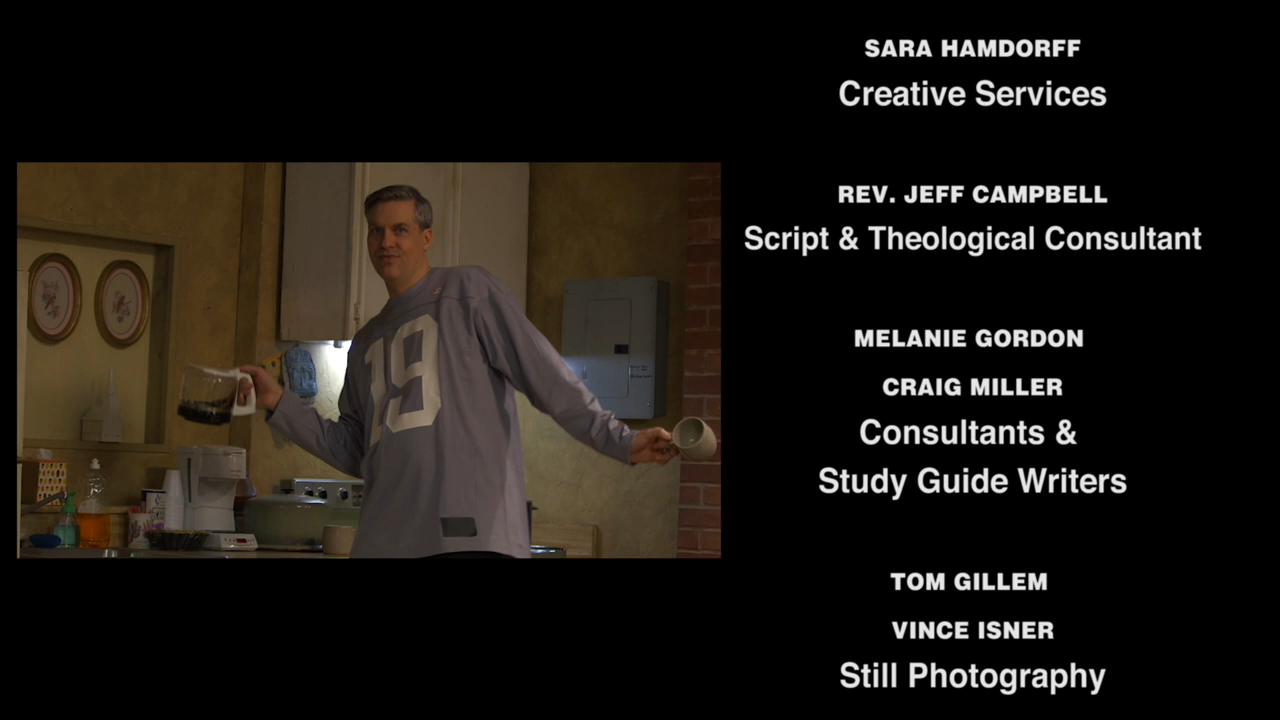 SARA HAMDORFF
Creative Services
REV. JEFF CAMPBELL
Script & Theological Consultant
MELANIE GORDON
CRAIG MILLER
Consultants &
Study Guide Writers
TOM GILLEM
VINCE ISNER
Still Photography
19